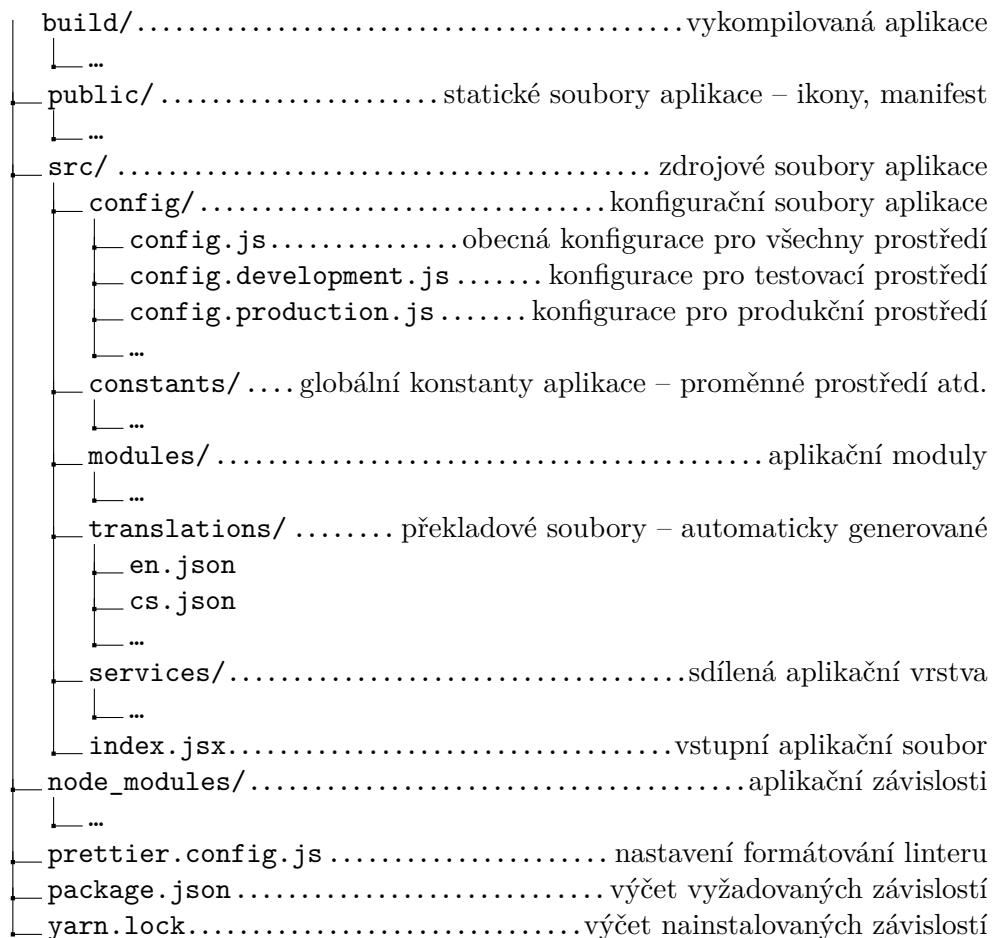 build/...........................................vykompilovaná aplikace
…
public/......................statické soubory aplikace – ikony, manifest
…
src/..........................................zdrojové soubory aplikace
config/................................konfigurační soubory aplikace
config.js...............obecná konfigurace pro všechny prostředí
config.development.js.......konfigurace pro testovací prostředí
config.production.js.......konfigurace pro produkční prostředí
…
constants/....globální konstanty aplikace – proměnné prostředí atd.
…
modules/...........................................aplikační moduly
…
translations/........překladové soubory – automaticky generované
en.json
cs.json
…
services/....................................sdílená aplikační vrstva
…
index.jsx...................................vstupní aplikační soubor
node_modules/.......................................aplikační závislosti
…
prettier.config.js......................nastavení formátování linteru
package.json.............................výčet vyžadovaných závislostí
yarn.lock...............................výčet nainstalovaných závislostí